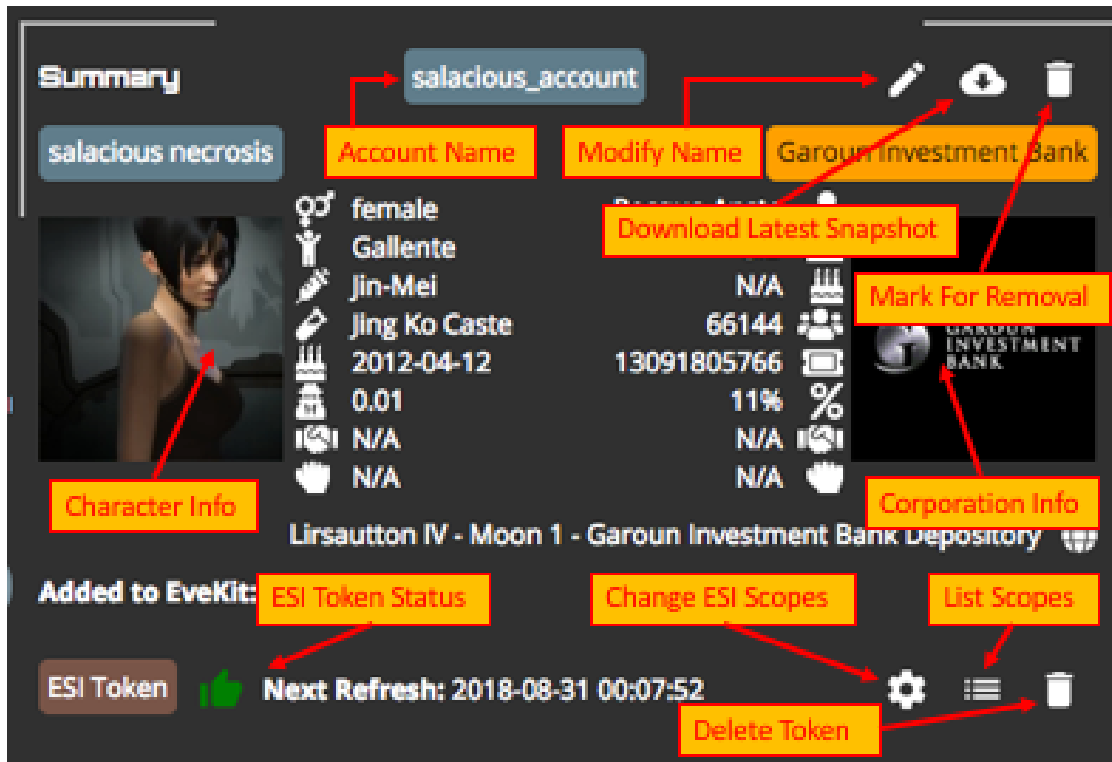 Summary
salacious_account
salacious necrosis
Account Name
Modify Name
Garoun Investment Bank
female
Download Latest Snapshot
Gallente
Jin-Mei
N/A
Mark For Removal
Jing Ko Caste
66144
GAROUN
INVESTMENT
BANK
2012-04-12
13091805766
0.01
11%
N/A
N/A
N/A
N/A
Character Info
Corporation Info
Lirsautton IV - Moon 1 - Garoun Investment Bank Depository
Added to EveKit:
ESI Token Status
Change ESI Scopes
List Scopes
ESI Token
Next Refresh: 2018-08-31 00:07:52
Delete Token